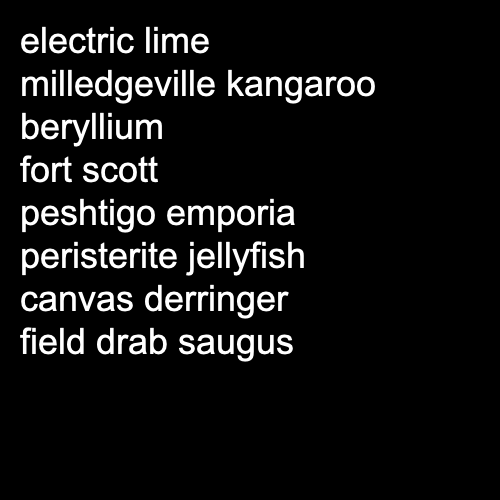 electric lime
milledgeville kangaroo
beryllium
fort scott
peshtigo emporia
peristerite jellyfish
canvas derringer
field drab saugus